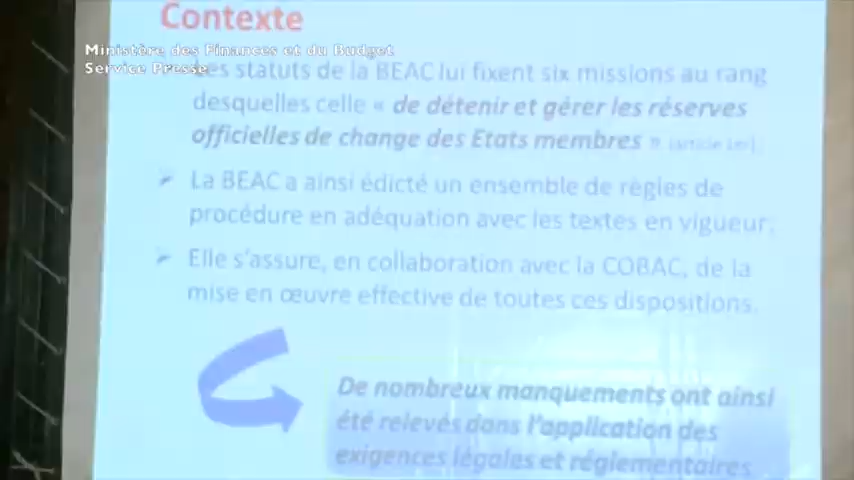 Contexte
Ministère des Finances et du Budget
Service Presse
es statuts de la BEAC lui fixent six missions au rang
desquelles celle « de détenir et gérer les réserves
officielles de change des Etats membres »
➢ La BEAC a ainsi édicté un ensemble de règles de
procédure en adéquation avec les textes en vigueur.
➢ Elle s'assure, en collaboration avec la COBAC, de la
mise en œuvre effective de toutes ces dispositions.
De nombreux manquements ont ainsi
été relevés dans l'application des
exigences légales et réglementaires